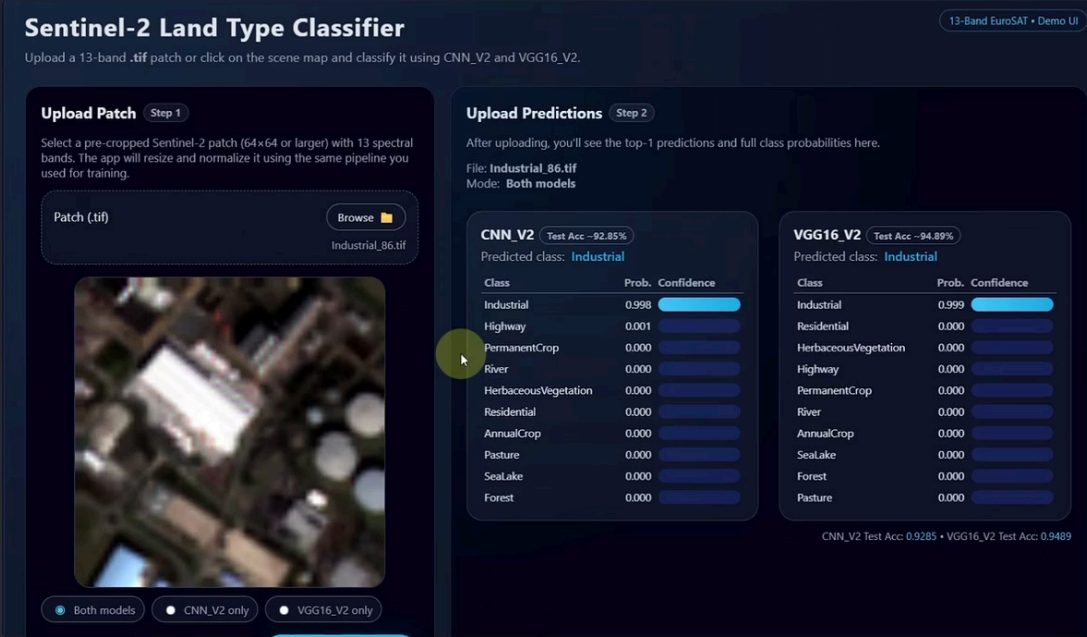 Sentinel-2 Land Type Classifier
13-Band EuroSAT • Demo UI
Upload a 13-band .tif patch or click on the scene map and classify it using CNN_V2 and VGG16_V2.
Upload Patch Step 1
Select a pre-cropped Sentinel-2 patch (64×64 or larger) with 13 spectral
bands. The app will resize and normalize it using the same pipeline you
used for training.
Patch (.tif)
Browse
Industrial_86.tif
Both models
CNN_V2 only
VGG16_V2 only
Upload Predictions Step 2
After uploading, you'll see the top-1 predictions and full class probabilities here.
File: Industrial_86.tif
Mode: Both models
CNN_V2 Test Acc ~92.85%
Predicted class: Industrial
Class Prob. Confidence
Industrial 0.998
Highway 0.001
PermanentCrop 0.000
River 0.000
HerbaceousVegetation 0.000
Residential 0.000
AnnualCrop 0.000
Pasture 0.000
SeaLake 0.000
Forest 0.000
VGG16_V2 Test Acc ~94.89%
Predicted class: Industrial
Class Prob. Confidence
Industrial 0.999
Residential 0.000
HerbaceousVegetation 0.000
Highway 0.000
PermanentCrop 0.000
River 0.000
AnnualCrop 0.000
SeaLake 0.000
Forest 0.000
Pasture 0.000
CNN_V2 Test Acc: 0.9285 • VGG16_V2 Test Acc: 0.9489